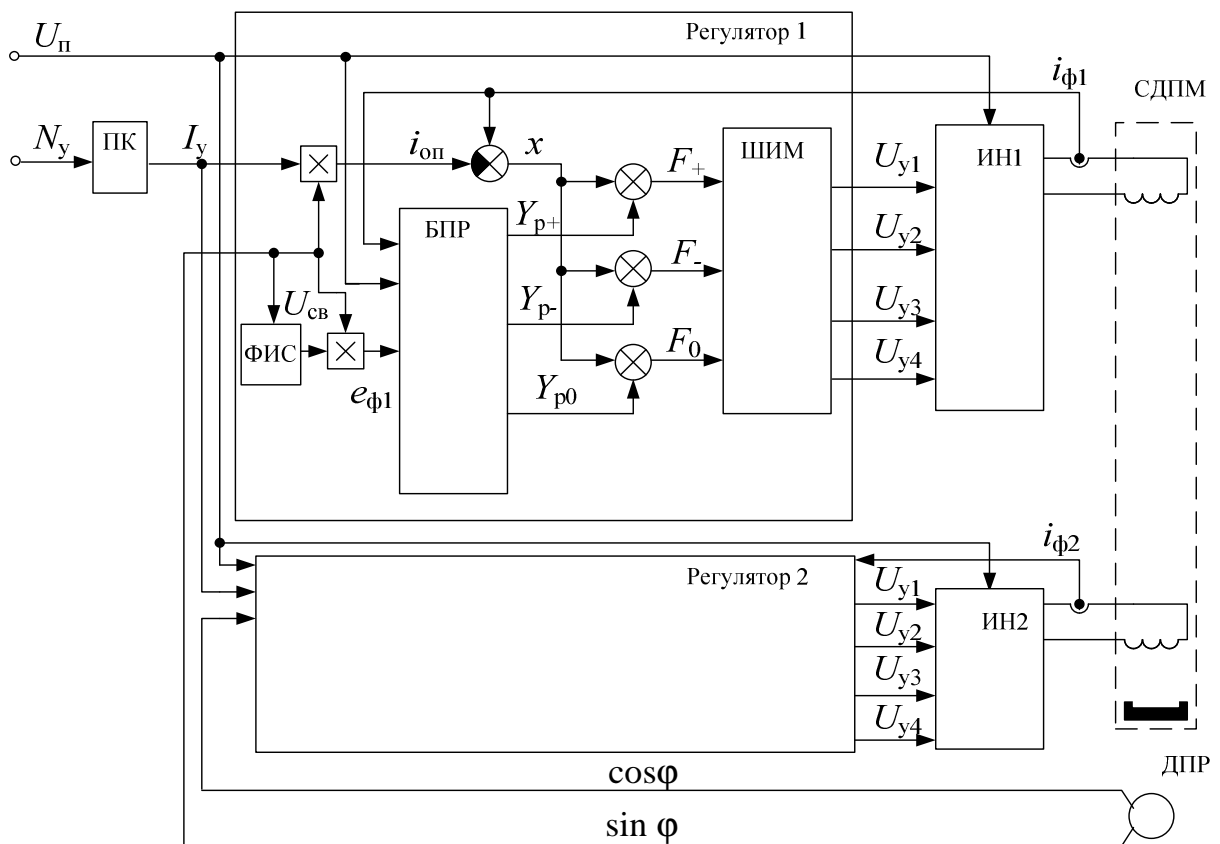 Регулятор 1
Uп
iф1
СДПМ
Nу
ПК
Iу
iоп
x
F+
ШИМ
ИН1
Uу1
БПР
Yр+
Uу2
F-
Uсв
Yр-
Uу3
ФИС
F0
Uу4
eф1
Yр0
iф2
Регулятор 2
Uу1
ИН2
Uу2
Uу3
Uу4
ДПР
cosφ
sin φ